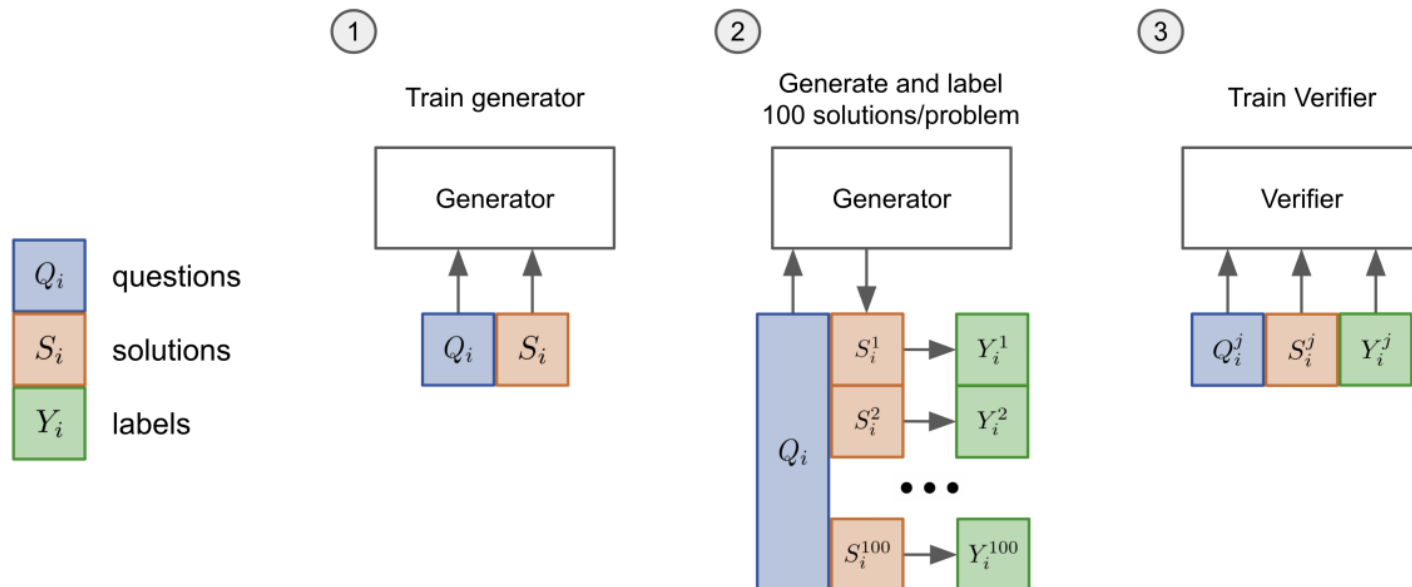 1
2
3
Train generator
Generate and label
100 solutions/problem
Train Verifier
Generator
Generator
Verifier
Q_i questions
S_i solutions
Y_i labels
Q_i S_i
Q_i
S_i^1 Y_i^1
S_i^2 Y_i^2
•••
S_i^100 Y_i^100
Q_i^j S_i^j Y_i^j